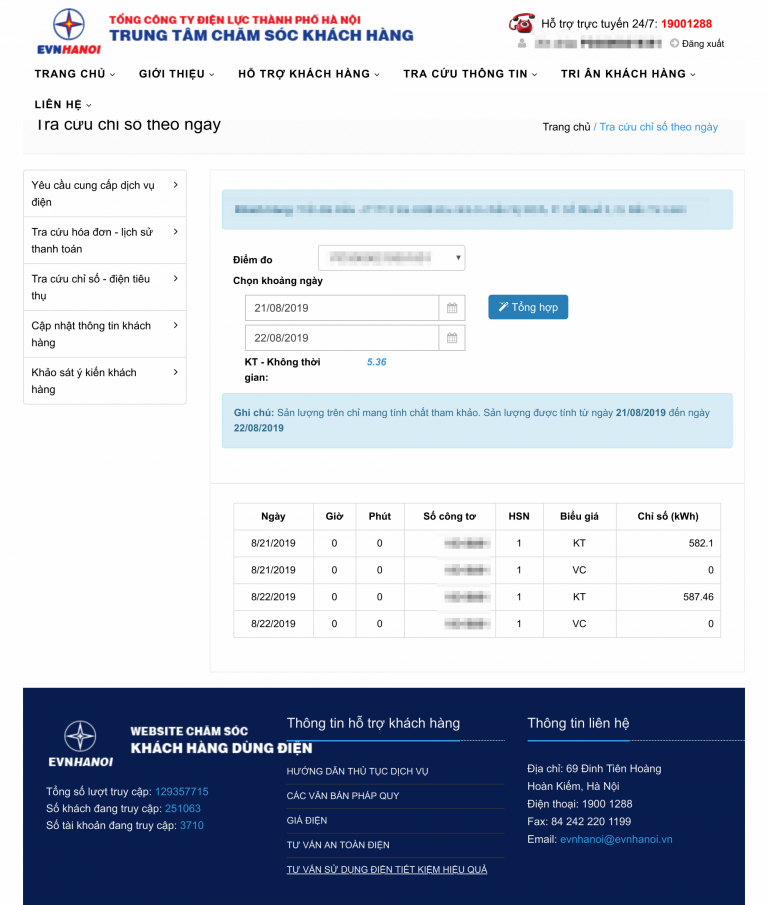 TỔNG CÔNG TY ĐIỆN LỰC THÀNH PHỐ HÀ NỘI
TRUNG TÂM CHĂM SÓC KHÁCH HÀNG
EVNHANOI
Hỗ trợ trực tuyến 24/7: 19001288
Đăng xuất
TRANG CHỦ GIỚI THIỆU HỖ TRỢ KHÁCH HÀNG TRA CỨU THÔNG TIN TRI ÂN KHÁCH HÀNG
LIÊN HỆ
Tra cứu chỉ số theo ngày
Trang chủ / Tra cứu chỉ số theo ngày
Yêu cầu cung cấp dịch vụ
điện
Tra cứu hóa đơn - lịch sử
thanh toán
Tra cứu chỉ số - điện tiêu
thụ
Cập nhật thông tin khách
hàng
Khảo sát ý kiến khách
hàng
Điểm đo
Chọn khoảng ngày
21/08/2019
Tổng hợp
22/08/2019
KT - Không thời 5.36
gian:
Ghi chú: Sản lượng trên chỉ mang tính chất tham khảo. Sản lượng được tính từ ngày 21/08/2019 đến ngày
22/08/2019
Ngày Giờ Phút Số công tơ HSN Biểu giá Chỉ số (kWh)
8/21/2019 0 0 1 KT 582.1
8/21/2019 0 0 1 VC 0
8/22/2019 0 0 1 KT 587.46
8/22/2019 0 0 1 VC 0
EVNHANOI
WEBSITE CHĂM SÓC
KHÁCH HÀNG DÙNG ĐIỆN
Tổng số lượt truy cập: 129357715
Số khách đang truy cập: 251063
Số tài khoản đang truy cập: 3710
Thông tin hỗ trợ khách hàng
HƯỚNG DẪN THỦ TỤC DỊCH VỤ
CÁC VĂN BẢN PHÁP QUY
GIÁ ĐIỆN
TƯ VẤN AN TOÀN ĐIỆN
TƯ VẤN SỬ DỤNG ĐIỆN TIẾT KIỆM HIỆU QUẢ
Thông tin liên hệ
Địa chỉ: 69 Đinh Tiên Hoàng
Hoàn Kiếm, Hà Nội
Điện thoại: 1900 1288
Fax: 84 242 220 1199
Email: evnhanoi@evnhanoi.vn